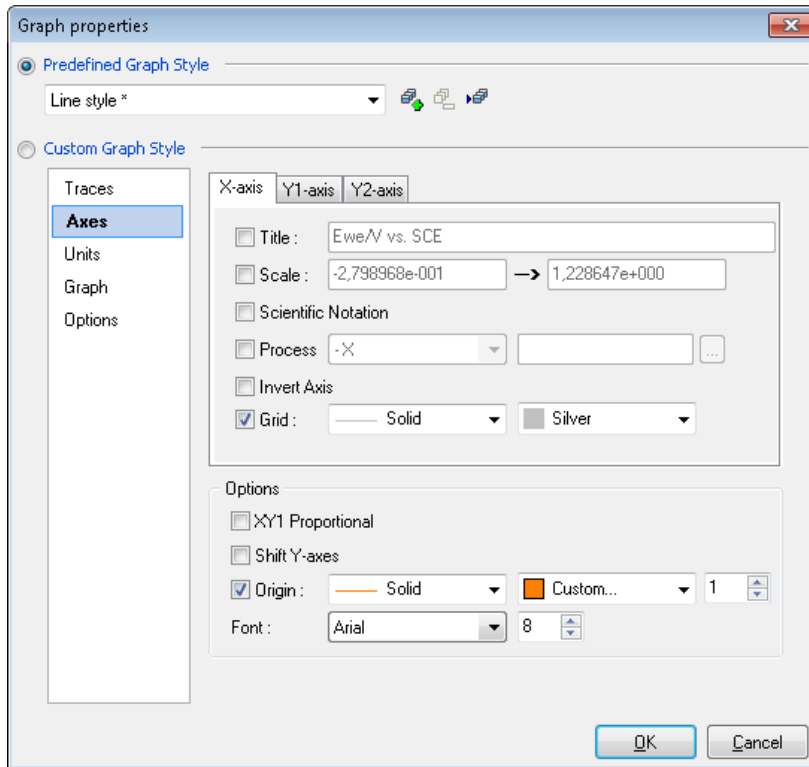 Graph properties
Predefined Graph Style
Line style *
Custom Graph Style
Traces
Axes
Units
Graph
Options
X-axis Y1-axis Y2-axis
Title : Ewe/V vs. SCE
Scale : -2,798968e-001 --> 1,228647e+000
Scientific Notation
Process -X ...
Invert Axis
Grid : Solid Silver
Options
XY1 Proportional
Shift Y-axes
Origin : Solid Custom... 1
Font : Arial 8
OK Cancel